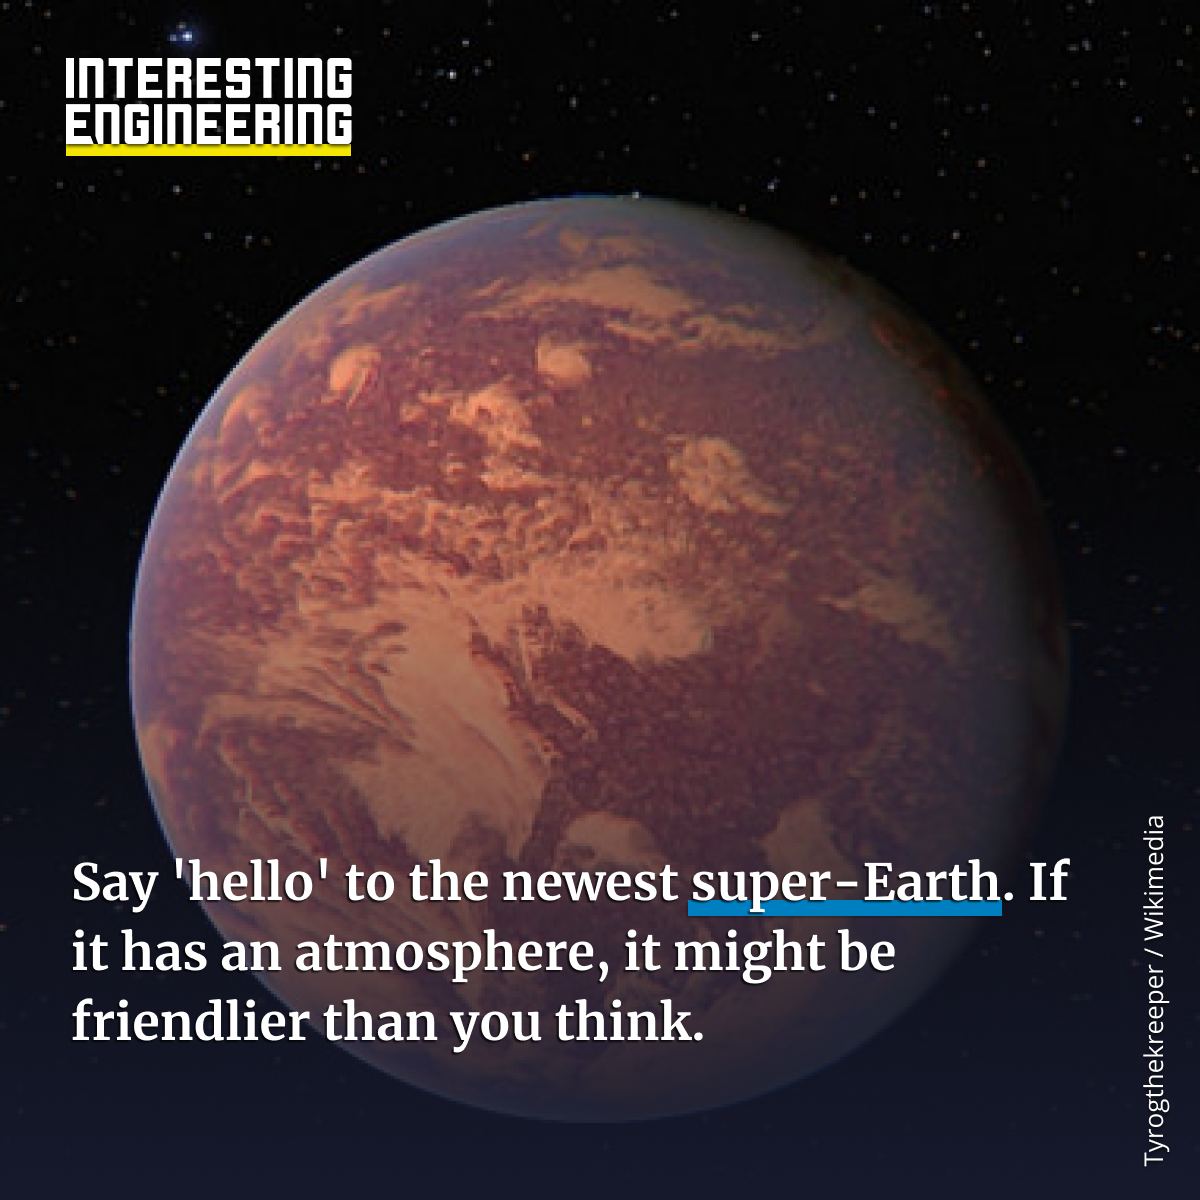 INTERESTING
ENGINEERING
Say 'hello' to the newest super-Earth. If
it has an atmosphere, it might be
friendlier than you think.
Tyrogthekreeper / Wikimedia